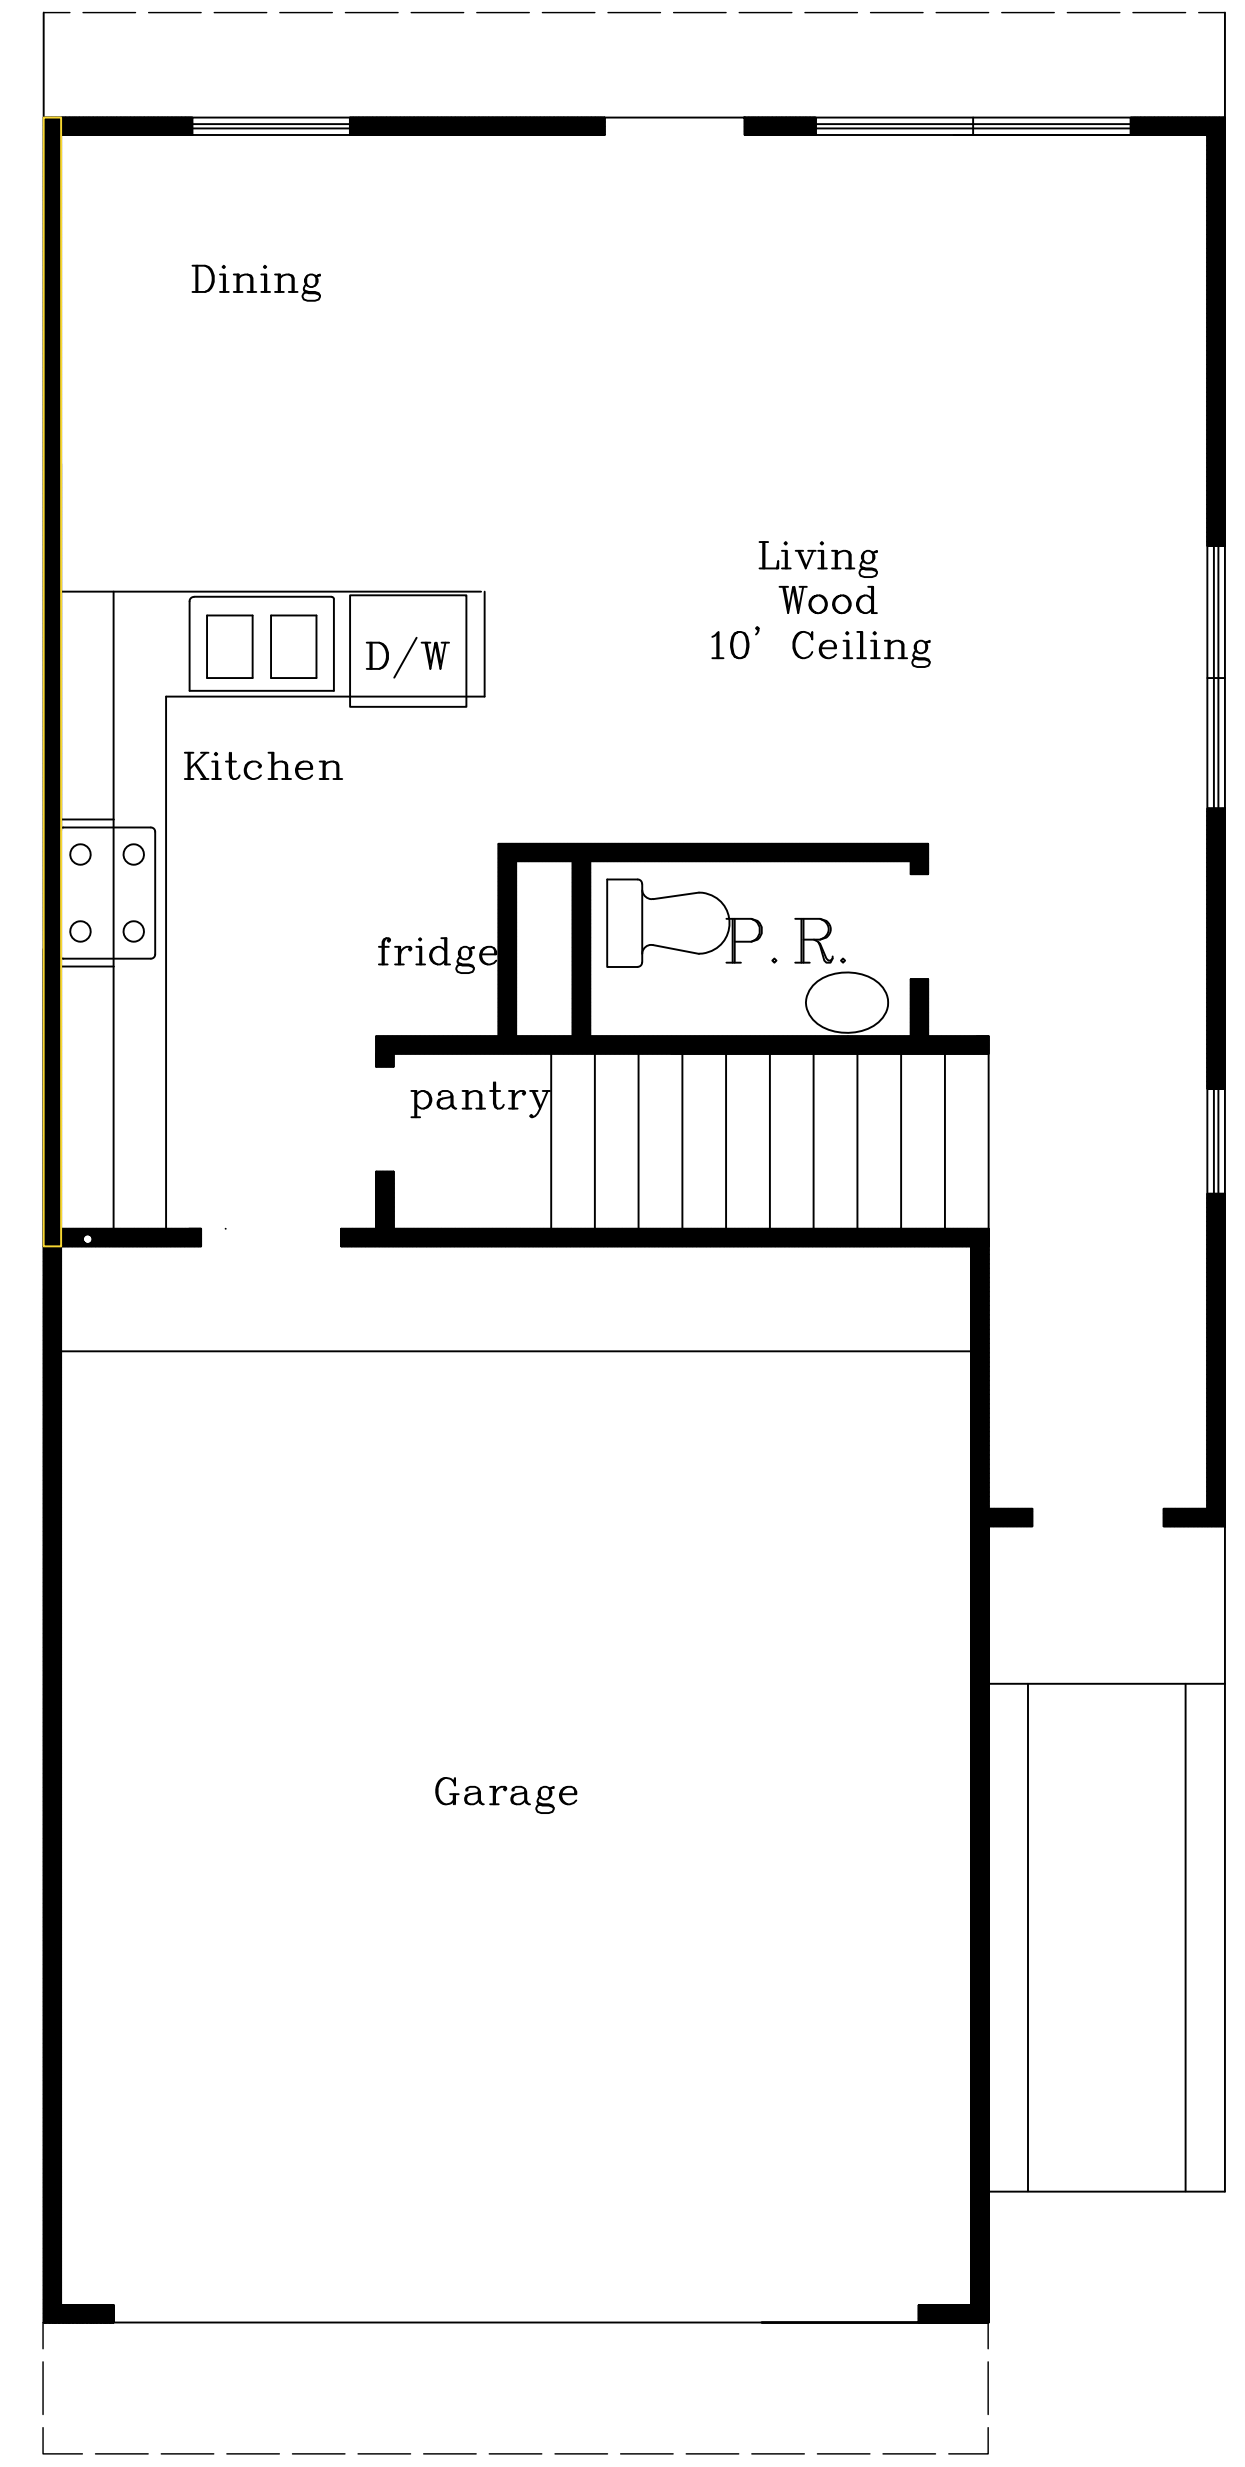 Dining
Living
Wood
10' Ceiling
D/W
Kitchen
P.R.
fridge
pantry
Garage